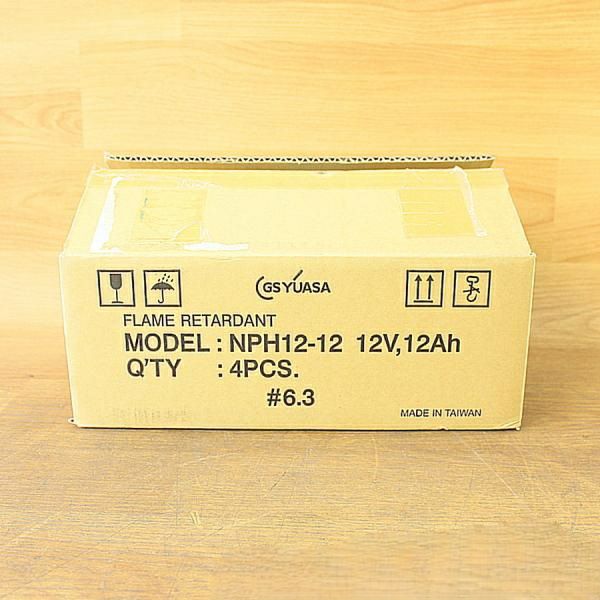 GS YUASA
FLAME RETARDANT
MODEL : NPH12-12 12V,12Ah
Q'TY : 4PCS.
#6.3
MADE IN TAIWAN